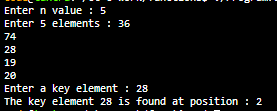 Enter n value : 5
Enter 5 elements : 36
74
28
19
20
Enter a key element : 28
The key element 28 is found at position : 2